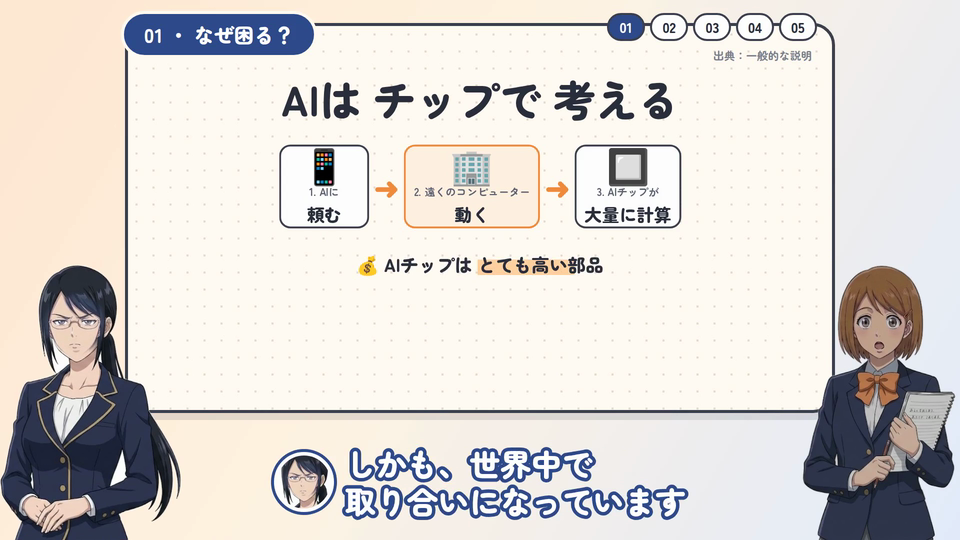 01 ・ なぜ困る？
01 02 03 04 05
出典：一般的な説明
AIは チップで 考える
1. AIに
頼む
2. 遠くのコンピューター
動く
3. AIチップが
大量に計算
AIチップは とても高い部品
しかも、世界中で
取り合いになっています